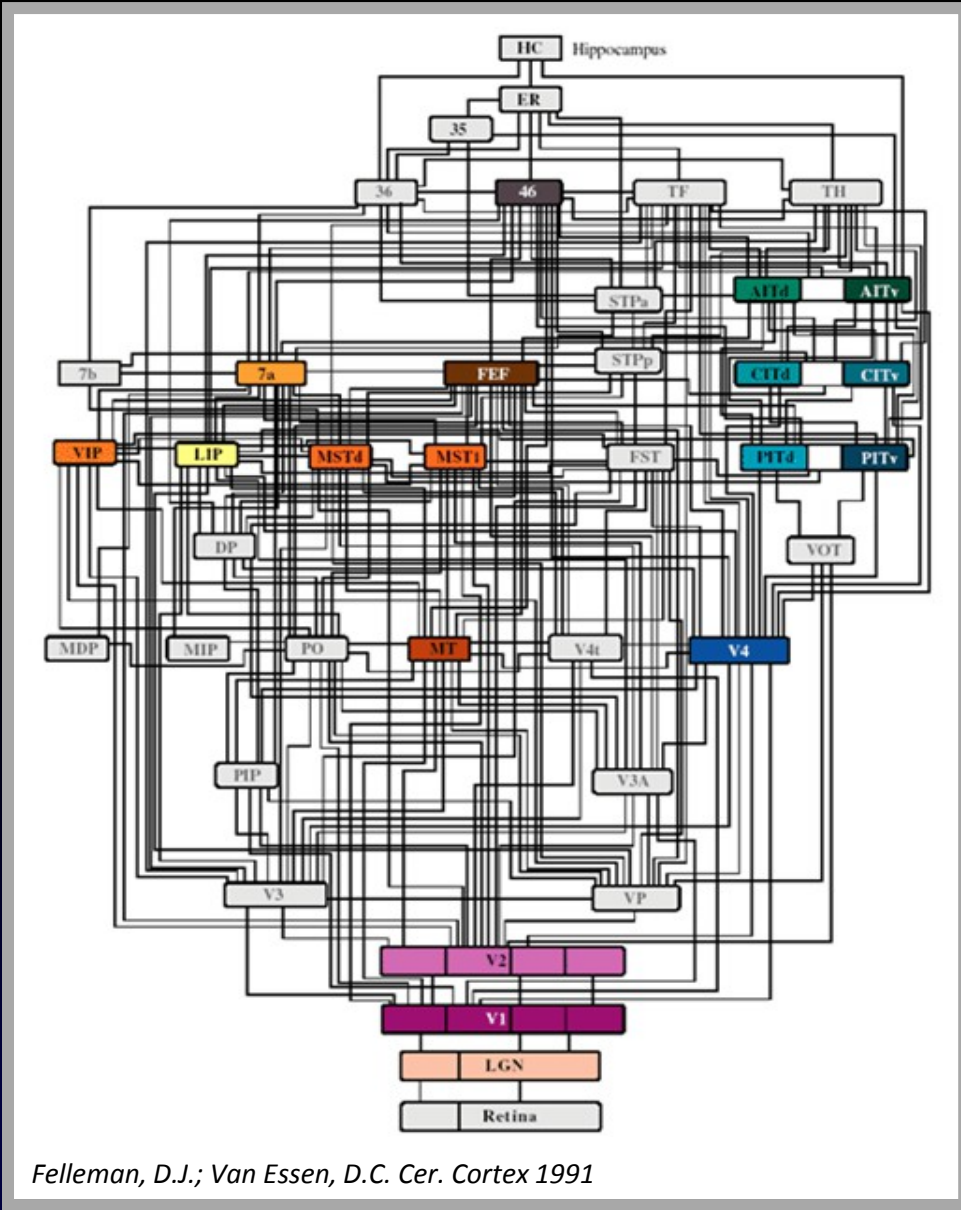 HC Hippocampus
ER
35
36 46 TF TH
STPa AITd AITv
STPp
7b 7a FEF CITd CITv
VIP LIP MSTd MSTl FST PITd PITv
DP VOT
MDP MIP PO MT V4t V4
PIP V3A
V3 VP
V2
V1
LGN
Retina
Felleman, D.J.; Van Essen, D.C. Cer. Cortex 1991